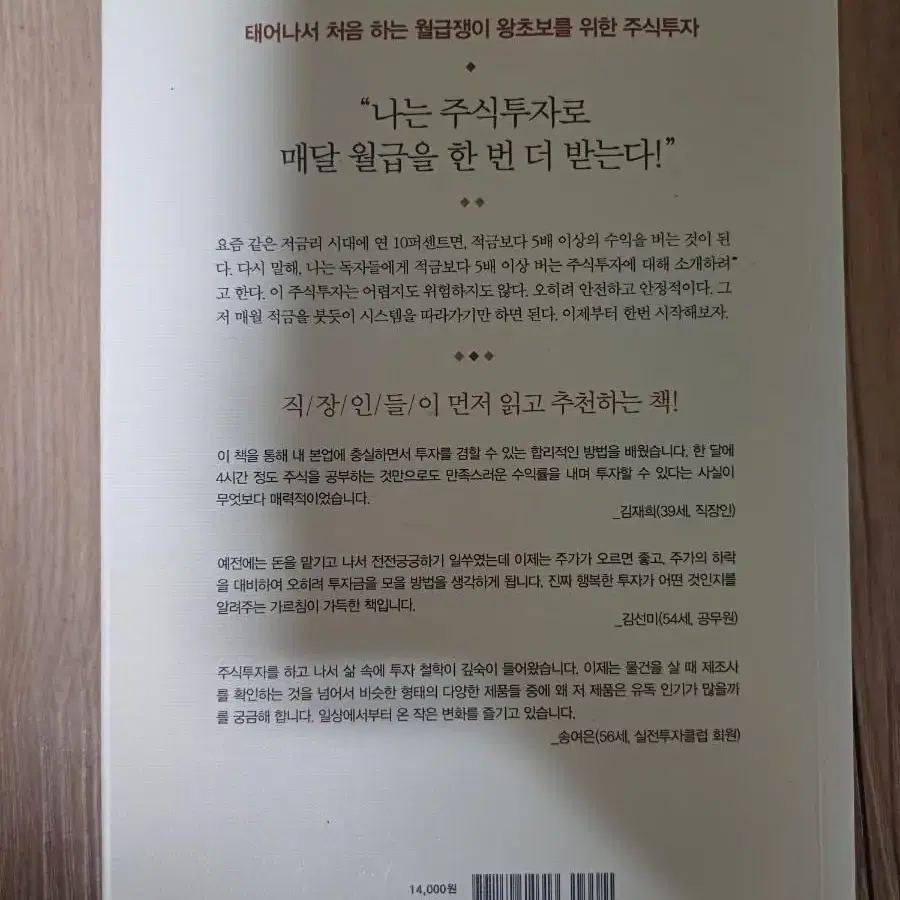 태어나서 처음 하는 월급쟁이 왕초보를 위한 주식투자
“나는 주식투자로
매달 월급을 한 번 더 받는다!”
요즘 같은 저금리 시대에 연 10퍼센트면, 적금보다 5배 이상의 수익을 버는 것이 된
다. 다시 말해, 나는 독자들에게 적금보다 5배 이상 버는 주식투자에 대해 소개하려
고 한다. 이 주식투자는 어렵지도 위험하지도 않다. 오히려 안전하고 안정적이다. 그
저 매월 적금을 붓듯이 시스템을 따라가기만 하면 된다. 이제부터 한번 시작해보자.
직/장/인/들/이 먼저 읽고 추천하는 책!
이 책을 통해 내 본업에 충실하면서 투자를 겸할 수 있는 합리적인 방법을 배웠습니다. 한 달에
4시간 정도 주식을 공부하는 것만으로도 만족스러운 수익률을 내며 투자할 수 있다는 사실이
무엇보다 매력적이었습니다.
_김재희(39세, 직장인)
예전에는 돈을 맡기고 나서 전전긍긍하기 일쑤였는데 이제는 주가가 오르면 좋고, 주가의 하락
을 대비하여 오히려 투자금을 모을 방법을 생각하게 됩니다. 진짜 행복한 투자가 어떤 것인지를
알려주는 가르침이 가득한 책입니다.
_김선미(54세, 공무원)
주식투자를 하고 나서 삶 속에 투자 철학이 깊숙이 들어왔습니다. 이제는 물건을 살 때 제조사
를 확인하는 것을 넘어서 비슷한 형태의 다양한 제품들 중에 왜 저 제품은 유독 인기가 많을까
를 궁금해 합니다. 일상에서부터 온 작은 변화를 즐기고 있습니다.
_송여은(56세, 실전투자클럽 회원)
14,000원